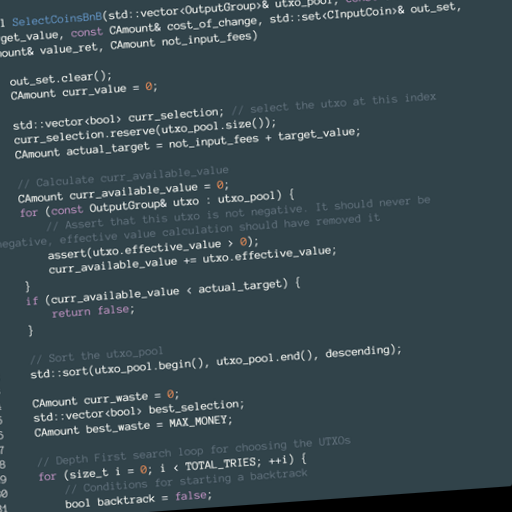 l SelectCoinsBnB(std::vector<OutputGroup>& utxo_pool,
get_value, const CAmount& cost_of_change, std::set<CInputCoin>& out_set,
ount& value_ret, CAmount not_input_fees)
out_set.clear();
CAmount curr_value = 0;
std::vector<bool> curr_selection; // select the utxo at this index
curr_selection.reserve(utxo_pool.size());
CAmount actual_target = not_input_fees + target_value;
// Calculate curr_available_value
CAmount curr_available_value = 0;
for (const OutputGroup& utxo : utxo_pool) {
// Assert that this utxo is not negative. It should never be
negative, effective value calculation should have removed it
assert(utxo.effective_value > 0);
curr_available_value += utxo.effective_value;
}
if (curr_available_value < actual_target) {
return false;
}
// Sort the utxo_pool
std::sort(utxo_pool.begin(), utxo_pool.end(), descending);
CAmount curr_waste = 0;
std::vector<bool> best_selection;
CAmount best_waste = MAX_MONEY;
// Depth First search loop for choosing the UTXOs
for (size_t i = 0; i < TOTAL_TRIES; ++i) {
// Conditions for starting a backtrack
bool backtrack = false;